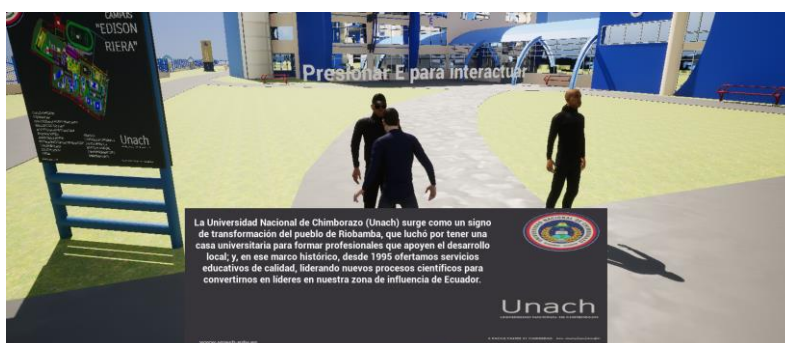 CAMPUS
"EDISON
RIERA"
Unach
Presionar E para interactuar
La Universidad Nacional de Chimborazo (Unach) surge como un signo
de transformación del pueblo de Riobamba, que luchó por tener una
casa universitaria para formar profesionales que apoyen el desarrollo
local; y, en ese marco histórico, desde 1995 ofertamos servicios
educativos de calidad, liderando nuevos procesos científicos para
convertirnos en líderes en nuestra zona de influencia de Ecuador.
Unach